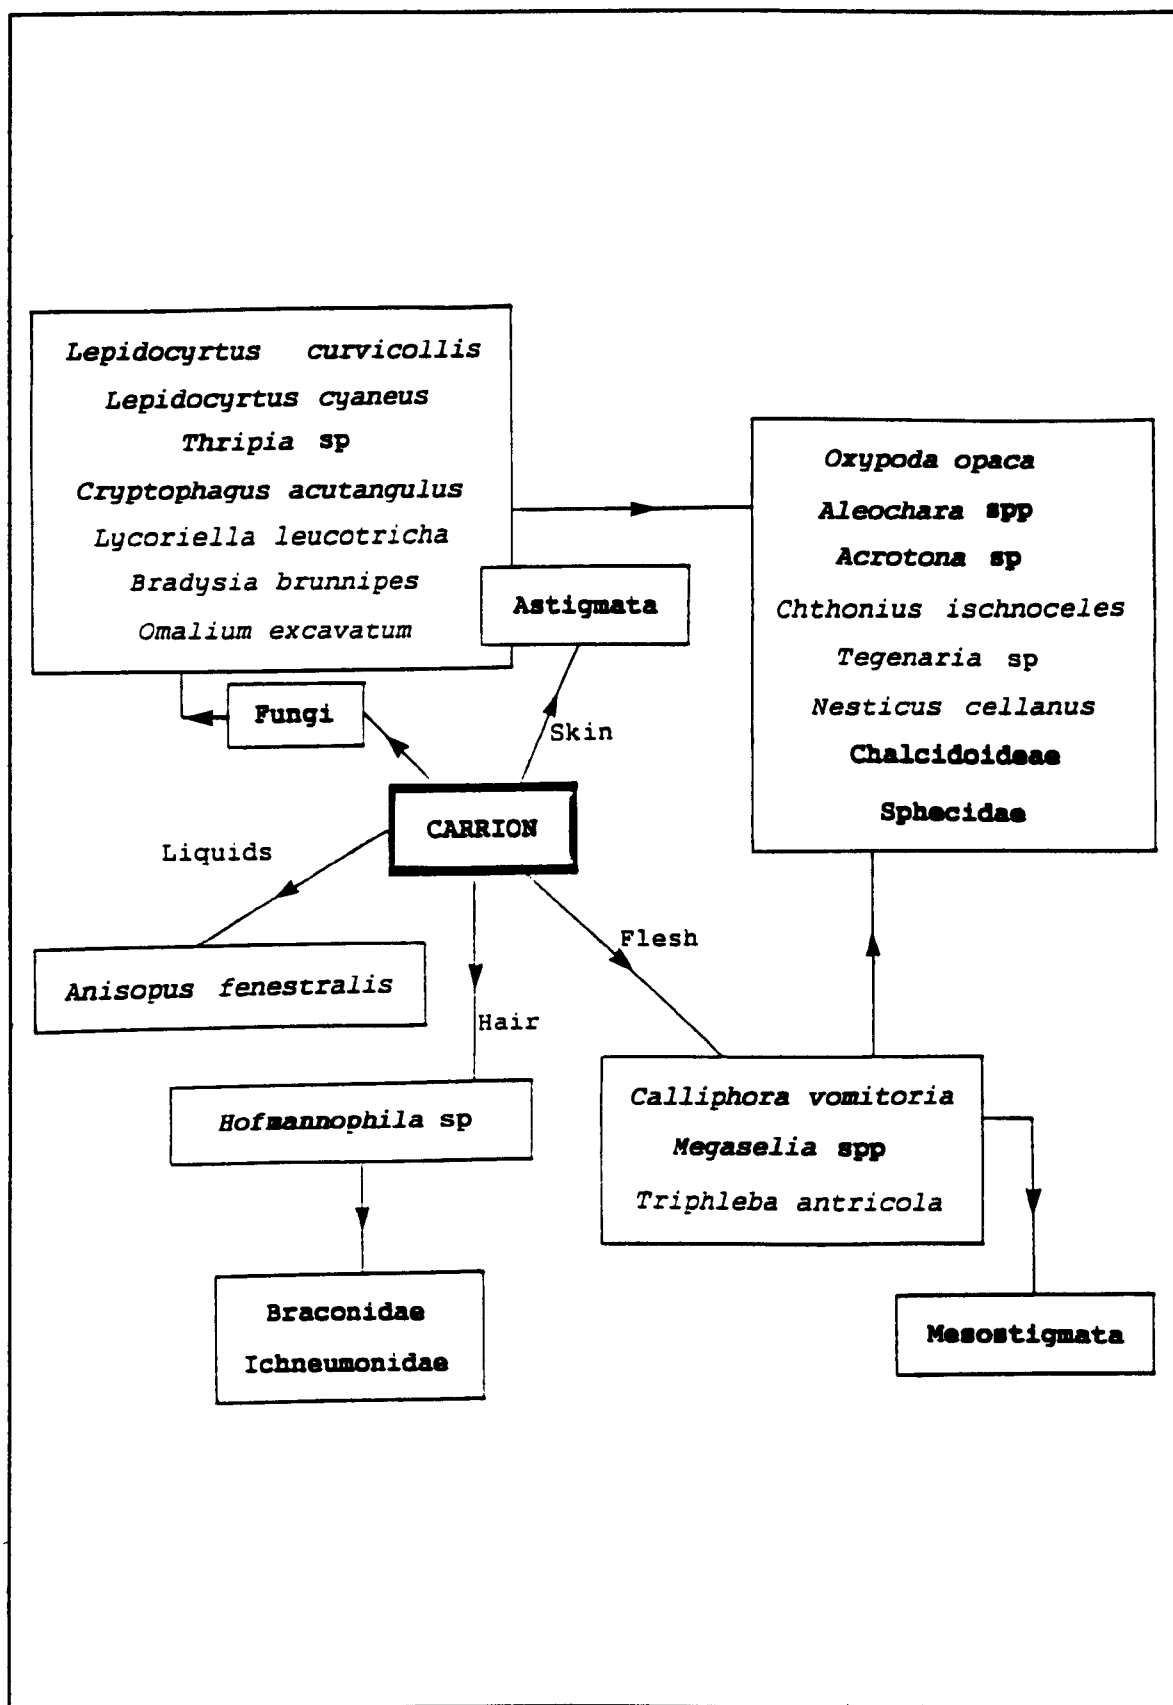 Lepidocyrtus curvicollis
Lepidocyrtus cyaneus
Thripia sp
Cryptophagus acutangulus
Lycoriella leucotricha
Bradysia brunnipes
Omalium excavatum
Oxypoda opaca
Aleochara spp
Acrotona sp
Chthonius ischnoceles
Tegenaria sp
Nesticus cellanus
Chalcidoideae
Sphecidae
Astigmata
Fungi
Skin
CARRION
Liquids
Flesh
Anisopus fenestralis
Hair
Hofmannophila sp
Calliphora vomitoria
Megaselia spp
Triphleba antricola
Braconidae
Ichneumonidae
Mesostigmata